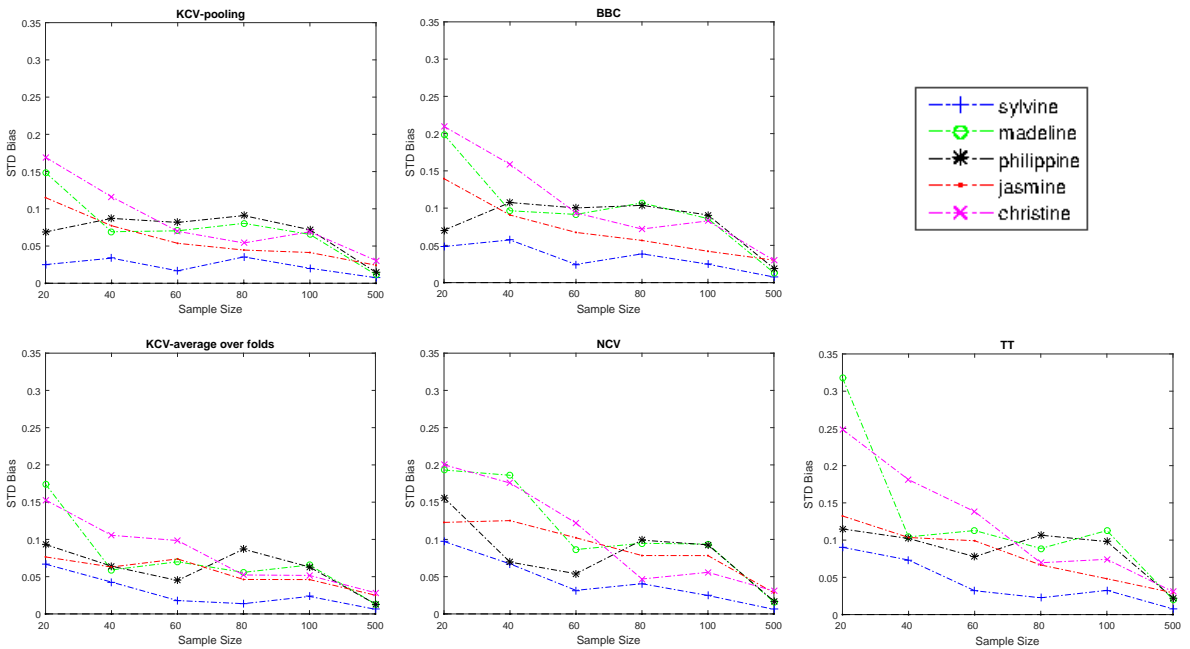 KCV-pooling
STD Bias
0.35
0.3
0.25
0.2
0.15
0.1
0.05
0
20 40 60 80 100 500
Sample Size
BBC
STD Bias
0.35
0.3
0.25
0.2
0.15
0.1
0.05
0
20 40 60 80 100 500
Sample Size
sylvine
madeline
philippine
jasmine
christine
KCV-average over folds
STD Bias
0.35
0.3
0.25
0.2
0.15
0.1
0.05
0
20 40 60 80 100 500
Sample Size
NCV
STD Bias
0.35
0.3
0.25
0.2
0.15
0.1
0.05
0
20 40 60 80 100 500
Sample Size
TT
STD Bias
0.35
0.3
0.25
0.2
0.15
0.1
0.05
0
20 40 60 80 100 500
Sample Size